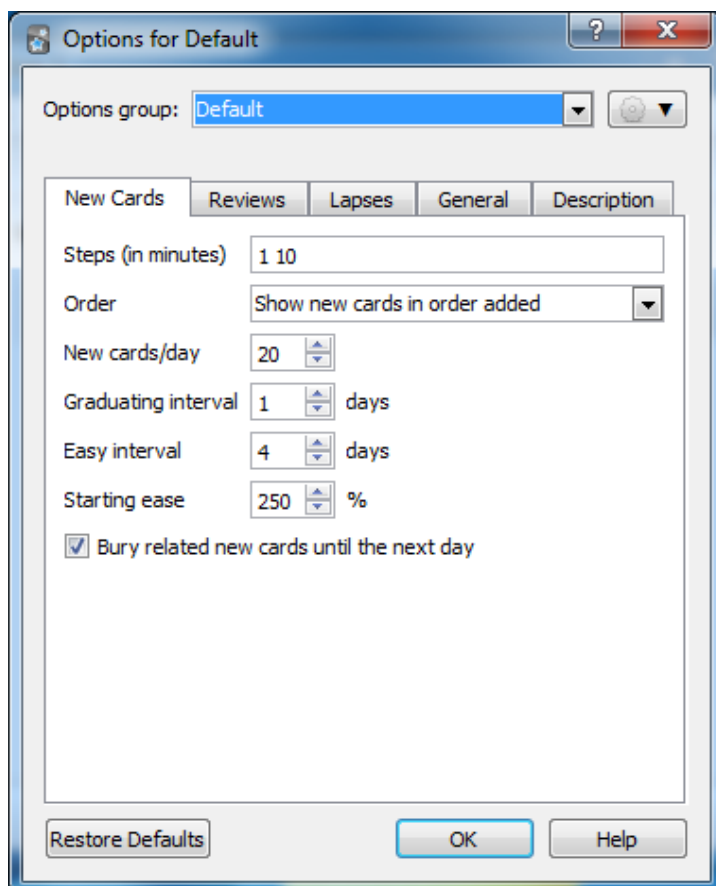 Options for Default
Options group: Default
New Cards Reviews Lapses General Description
Steps (in minutes) 1 10
Order Show new cards in order added
New cards/day 20
Graduating interval 1 days
Easy interval 4 days
Starting ease 250 %
Bury related new cards until the next day
Restore Defaults OK Help